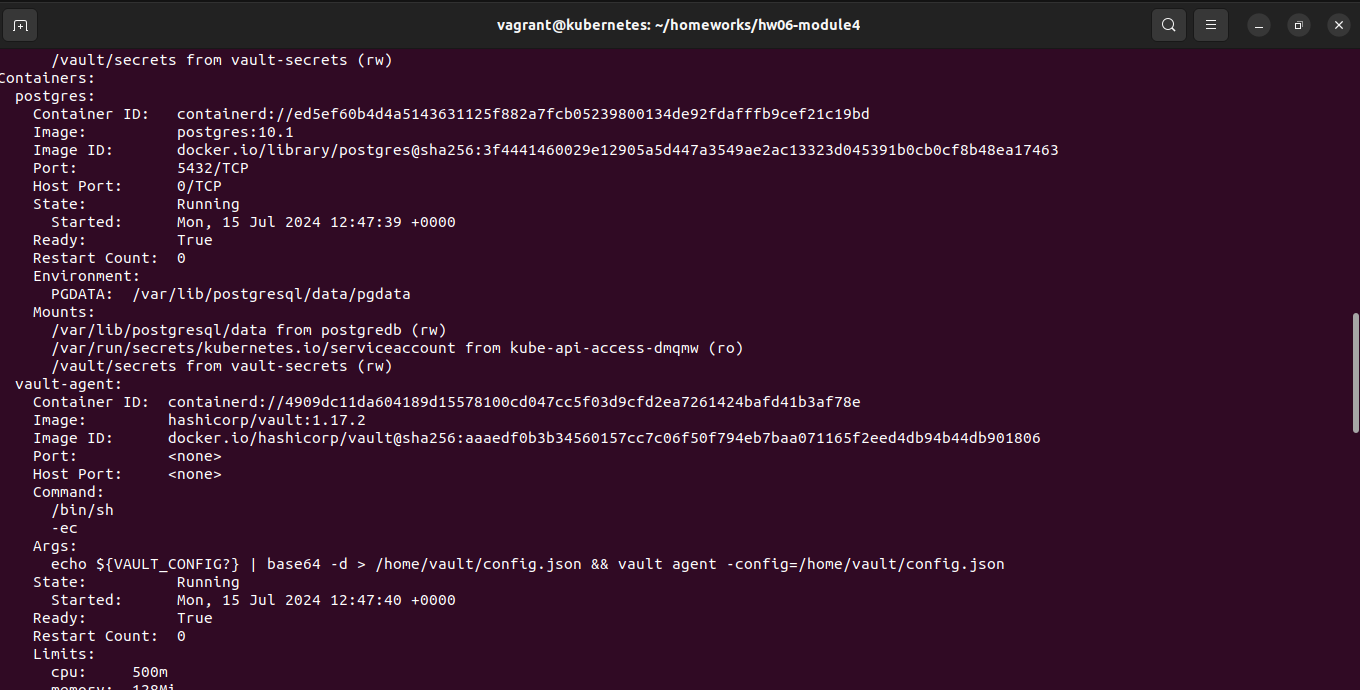 vagrant@kubernetes: ~/homeworks/hw06-module4
/vault/secrets from vault-secrets (rw)
Containers:
postgres:
Container ID:   containerd://ed5ef60b4d4a5143631125f882a7fcb05239800134de92fdafffb9cef21c19bd
Image:          postgres:10.1
Image ID:       docker.io/library/postgres@sha256:3f4441460029e12905a5d447a3549ae2ac13323d045391b0cb0cf8b48ea17463
Port:           5432/TCP
Host Port:      0/TCP
State:          Running
Started:      Mon, 15 Jul 2024 12:47:39 +0000
Ready:          True
Restart Count:  0
Environment:
PGDATA:  /var/lib/postgresql/data/pgdata
Mounts:
/var/lib/postgresql/data from postgredb (rw)
/var/run/secrets/kubernetes.io/serviceaccount from kube-api-access-dmqmw (ro)
/vault/secrets from vault-secrets (rw)
vault-agent:
Container ID:  containerd://4909dc11da604189d15578100cd047cc5f03d9cfd2ea7261424bafd41b3af78e
Image:         hashicorp/vault:1.17.2
Image ID:      docker.io/hashicorp/vault@sha256:aaaedf0b3b34560157cc7c06f50f794eb7baa071165f2eed4db94b44db901806
Port:          <none>
Host Port:     <none>
Command:
/bin/sh
-ec
Args:
echo ${VAULT_CONFIG?} | base64 -d > /home/vault/config.json && vault agent -config=/home/vault/config.json
State:          Running
Started:      Mon, 15 Jul 2024 12:47:40 +0000
Ready:          True
Restart Count:  0
Limits:
cpu:     500m
memory:  128Mi